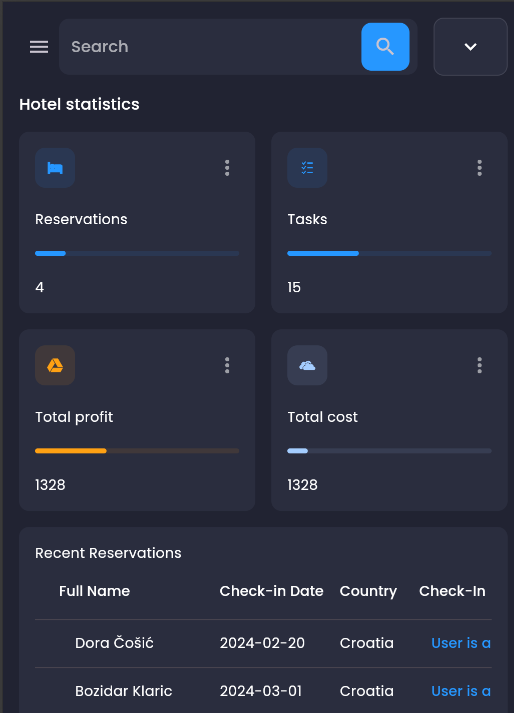 Search
Hotel statistics
Reservations
4
Tasks
15
Total profit
1328
Total cost
1328
Recent Reservations
Full Name Check-in Date Country Check-In
Dora Čošić 2024-02-20 Croatia User is a
Bozidar Klaric 2024-03-01 Croatia User is a